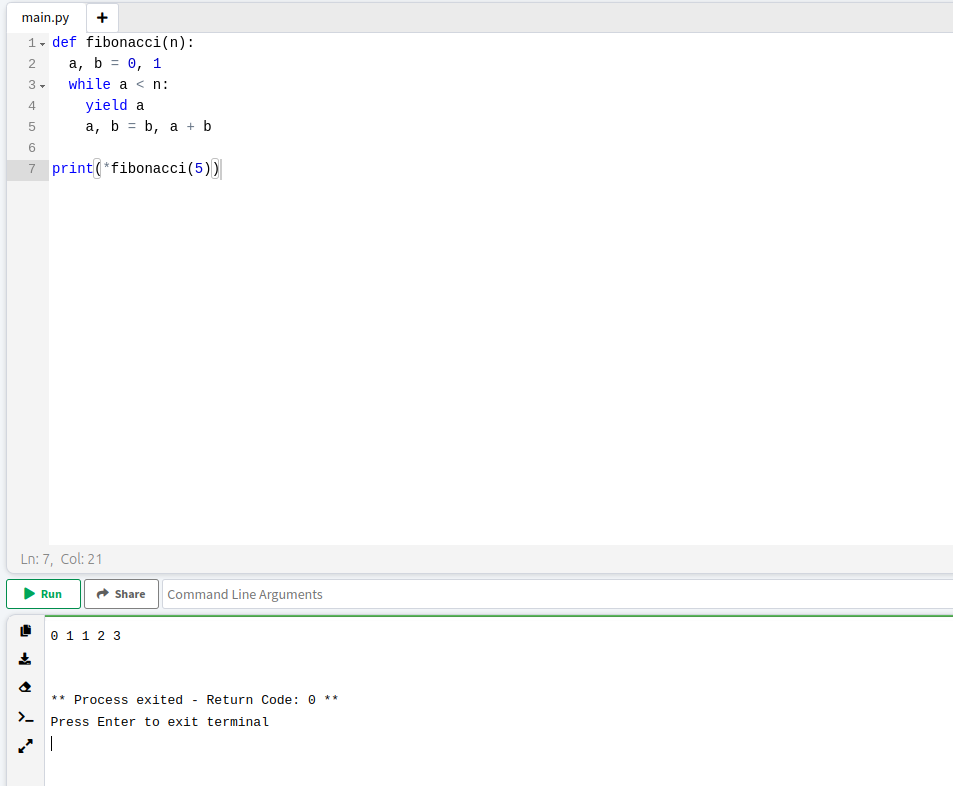 main.py +
1 def fibonacci(n):
2   a, b = 0, 1
3   while a < n:
4     yield a
5     a, b = b, a + b
6
7 print(*fibonacci(5))
Ln: 7, Col: 21
Run Share Command Line Arguments
0 1 1 2 3
** Process exited - Return Code: 0 **
Press Enter to exit terminal